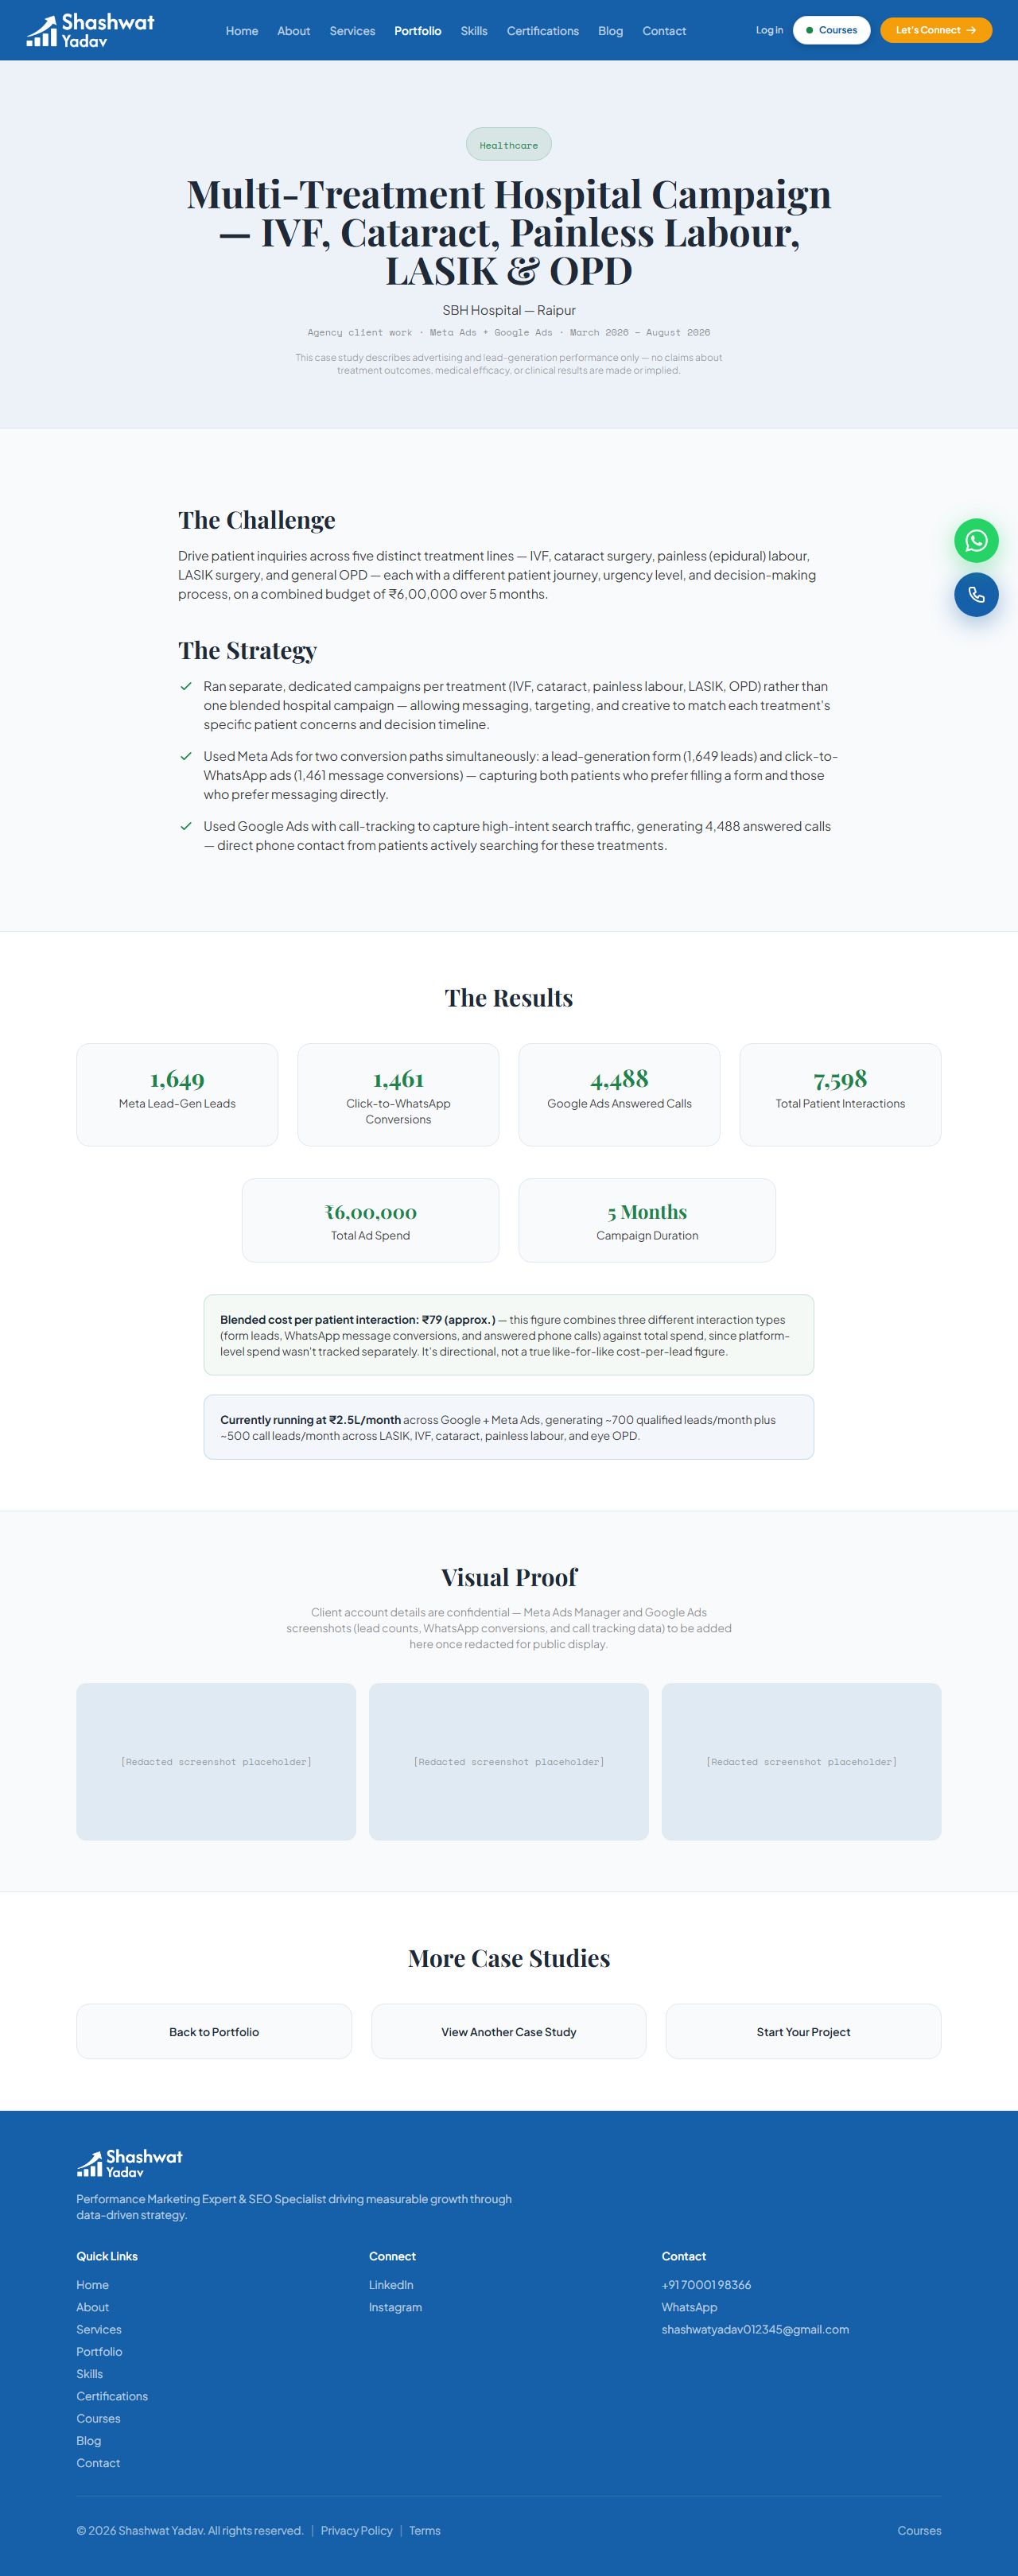 Shashwat
Yadav
Home About Services Portfolio Skills Certifications Blog Contact
Log in Courses Let's Connect →
Healthcare
Multi-Treatment Hospital Campaign
— IVF, Cataract, Painless Labour,
LASIK & OPD
SBH Hospital — Raipur
Agency client work · Meta Ads + Google Ads · March 2026 – August 2026
This case study describes advertising and lead-generation performance only — no claims about
treatment outcomes, medical efficacy, or clinical results are made or implied.
The Challenge
Drive patient inquiries across five distinct treatment lines — IVF, cataract surgery, painless (epidural) labour,
LASIK surgery, and general OPD — each with a different patient journey, urgency level, and decision-making
process, on a combined budget of ₹6,00,000 over 5 months.
The Strategy
Ran separate, dedicated campaigns per treatment (IVF, cataract, painless labour, LASIK, OPD) rather than
one blended hospital campaign — allowing messaging, targeting, and creative to match each treatment's
specific patient concerns and decision timeline.
Used Meta Ads for two conversion paths simultaneously: a lead-generation form (1,649 leads) and click-to-
WhatsApp ads (1,461 message conversions) — capturing both patients who prefer filling a form and those
who prefer messaging directly.
Used Google Ads with call-tracking to capture high-intent search traffic, generating 4,488 answered calls
— direct phone contact from patients actively searching for these treatments.
The Results
1,649
Meta Lead-Gen Leads
1,461
Click-to-WhatsApp
Conversions
4,488
Google Ads Answered Calls
7,598
Total Patient Interactions
₹6,00,000
Total Ad Spend
5 Months
Campaign Duration
Blended cost per patient interaction: ₹79 (approx.) — this figure combines three different interaction types
(form leads, WhatsApp message conversions, and answered phone calls) against total spend, since platform-
level spend wasn't tracked separately. It's directional, not a true like-for-like cost-per-lead figure.
Currently running at ₹2.5L/month across Google + Meta Ads, generating ~700 qualified leads/month plus
~500 call leads/month across LASIK, IVF, cataract, painless labour, and eye OPD.
Visual Proof
Client account details are confidential — Meta Ads Manager and Google Ads
screenshots (lead counts, WhatsApp conversions, and call tracking data) to be added
here once redacted for public display.
[Redacted screenshot placeholder]
[Redacted screenshot placeholder]
[Redacted screenshot placeholder]
More Case Studies
Back to Portfolio
View Another Case Study
Start Your Project
Shashwat
Yadav
Performance Marketing Expert & SEO Specialist driving measurable growth through
data-driven strategy.
Quick Links
Home
About
Services
Portfolio
Skills
Certifications
Courses
Blog
Contact
Connect
LinkedIn
Instagram
Contact
+91 70001 98366
WhatsApp
shashwatyadav012345@gmail.com
© 2026 Shashwat Yadav. All rights reserved. | Privacy Policy | Terms
Courses